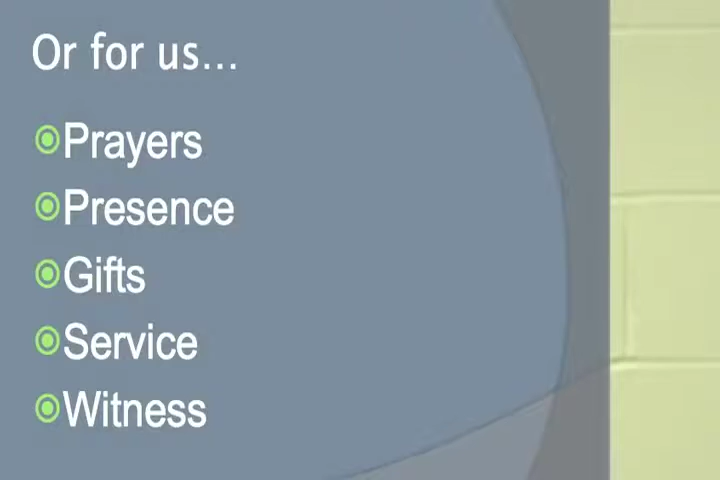 Or for us...
Prayers
Presence
Gifts
Service
Witness